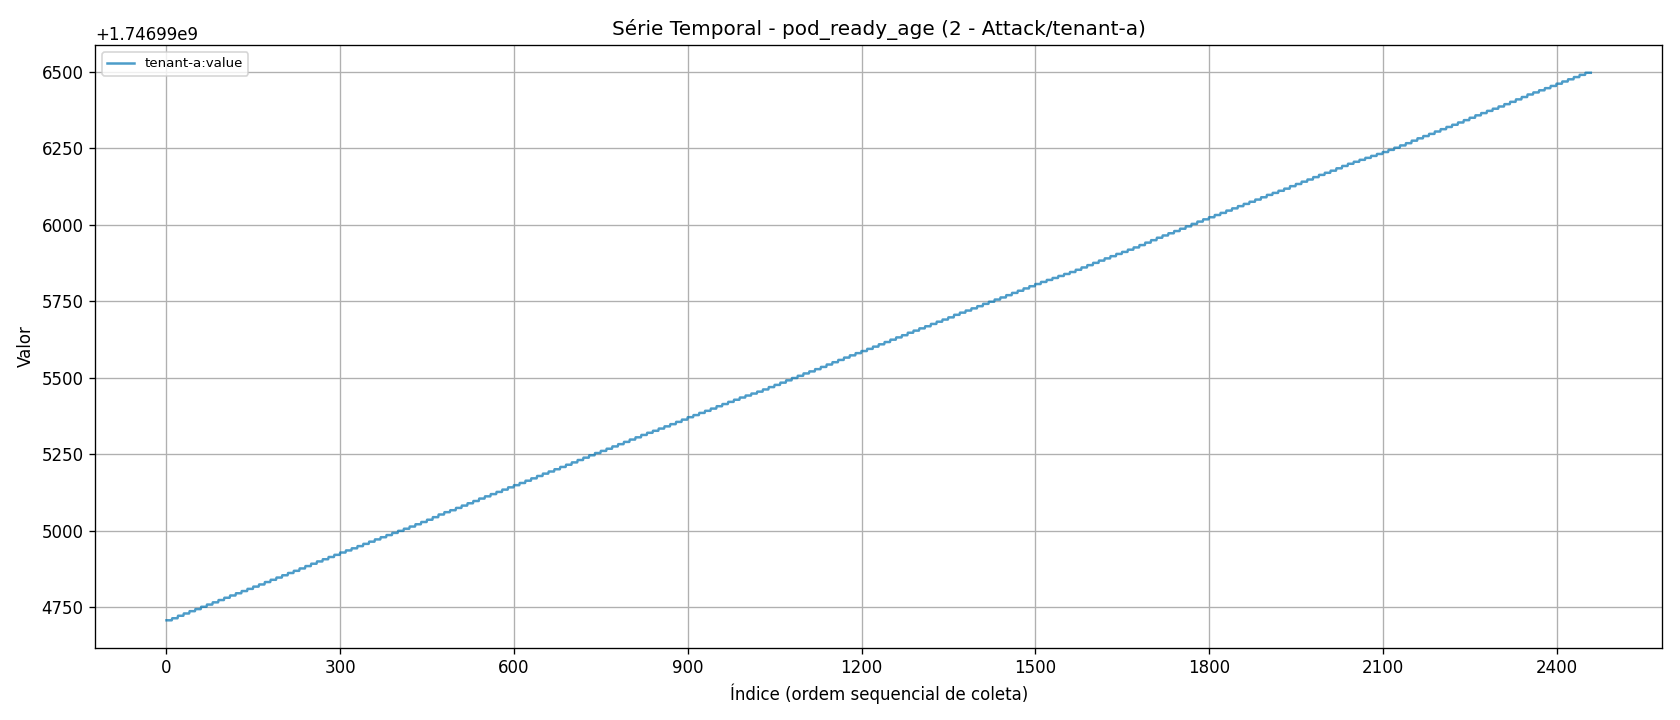 Série Temporal - pod_ready_age (2 - Attack/tenant-a)
+1.74699e9
tenant-a:value
6500
6250
6000
5750
5500
5250
5000
4750
Valor
0 300 600 900 1200 1500 1800 2100 2400
Índice (ordem sequencial de coleta)